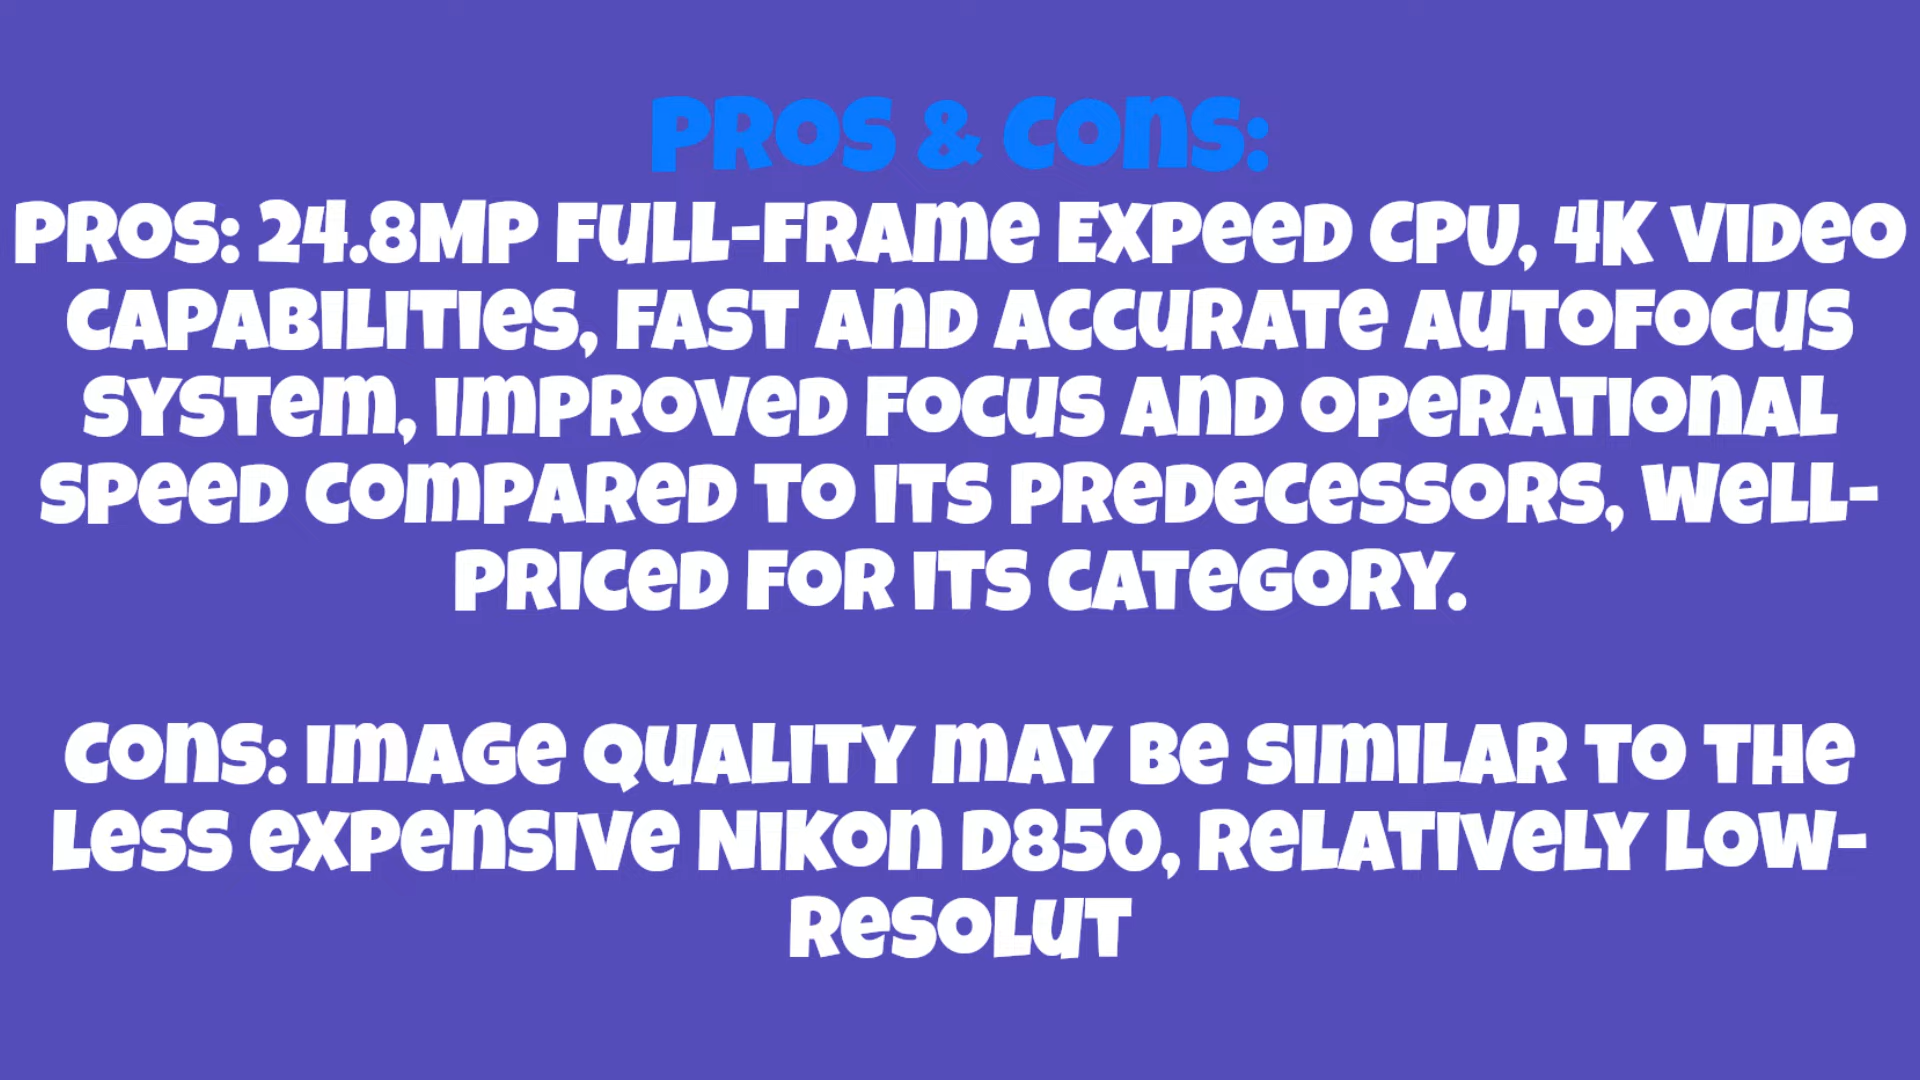 Pros & Cons:
Pros: 24.8MP full-frame Expeed CPU, 4K video
capabilities, fast and accurate autofocus
system, improved focus and operational
speed compared to its predecessors, well-
priced for its category.
Cons: Image quality may be similar to the
less expensive Nikon D850, relatively low-
resolut